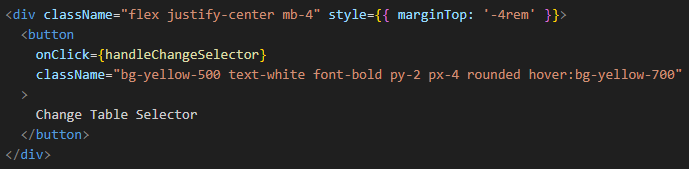 <div className="flex justify-center mb-4" style={{ marginTop: '-4rem' }}>
  <button
    onClick={handleChangeSelector}
    className="bg-yellow-500 text-white font-bold py-2 px-4 rounded hover:bg-yellow-700"
  >
    Change Table Selector
  </button>
</div>